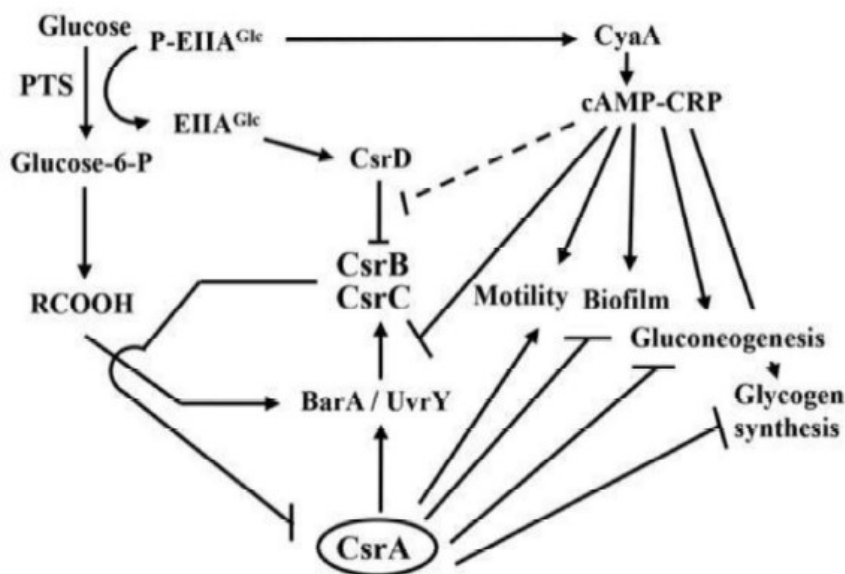 Glucose
P-EIIA^Glc
CyaA
PTS
cAMP-CRP
EIIA^Glc
CsrD
Glucose-6-P
CsrB
CsrC
RCOOH
Motility
Biofilm
Gluconeogenesis
BarA / UvrY
Glycogen
synthesis
CsrA